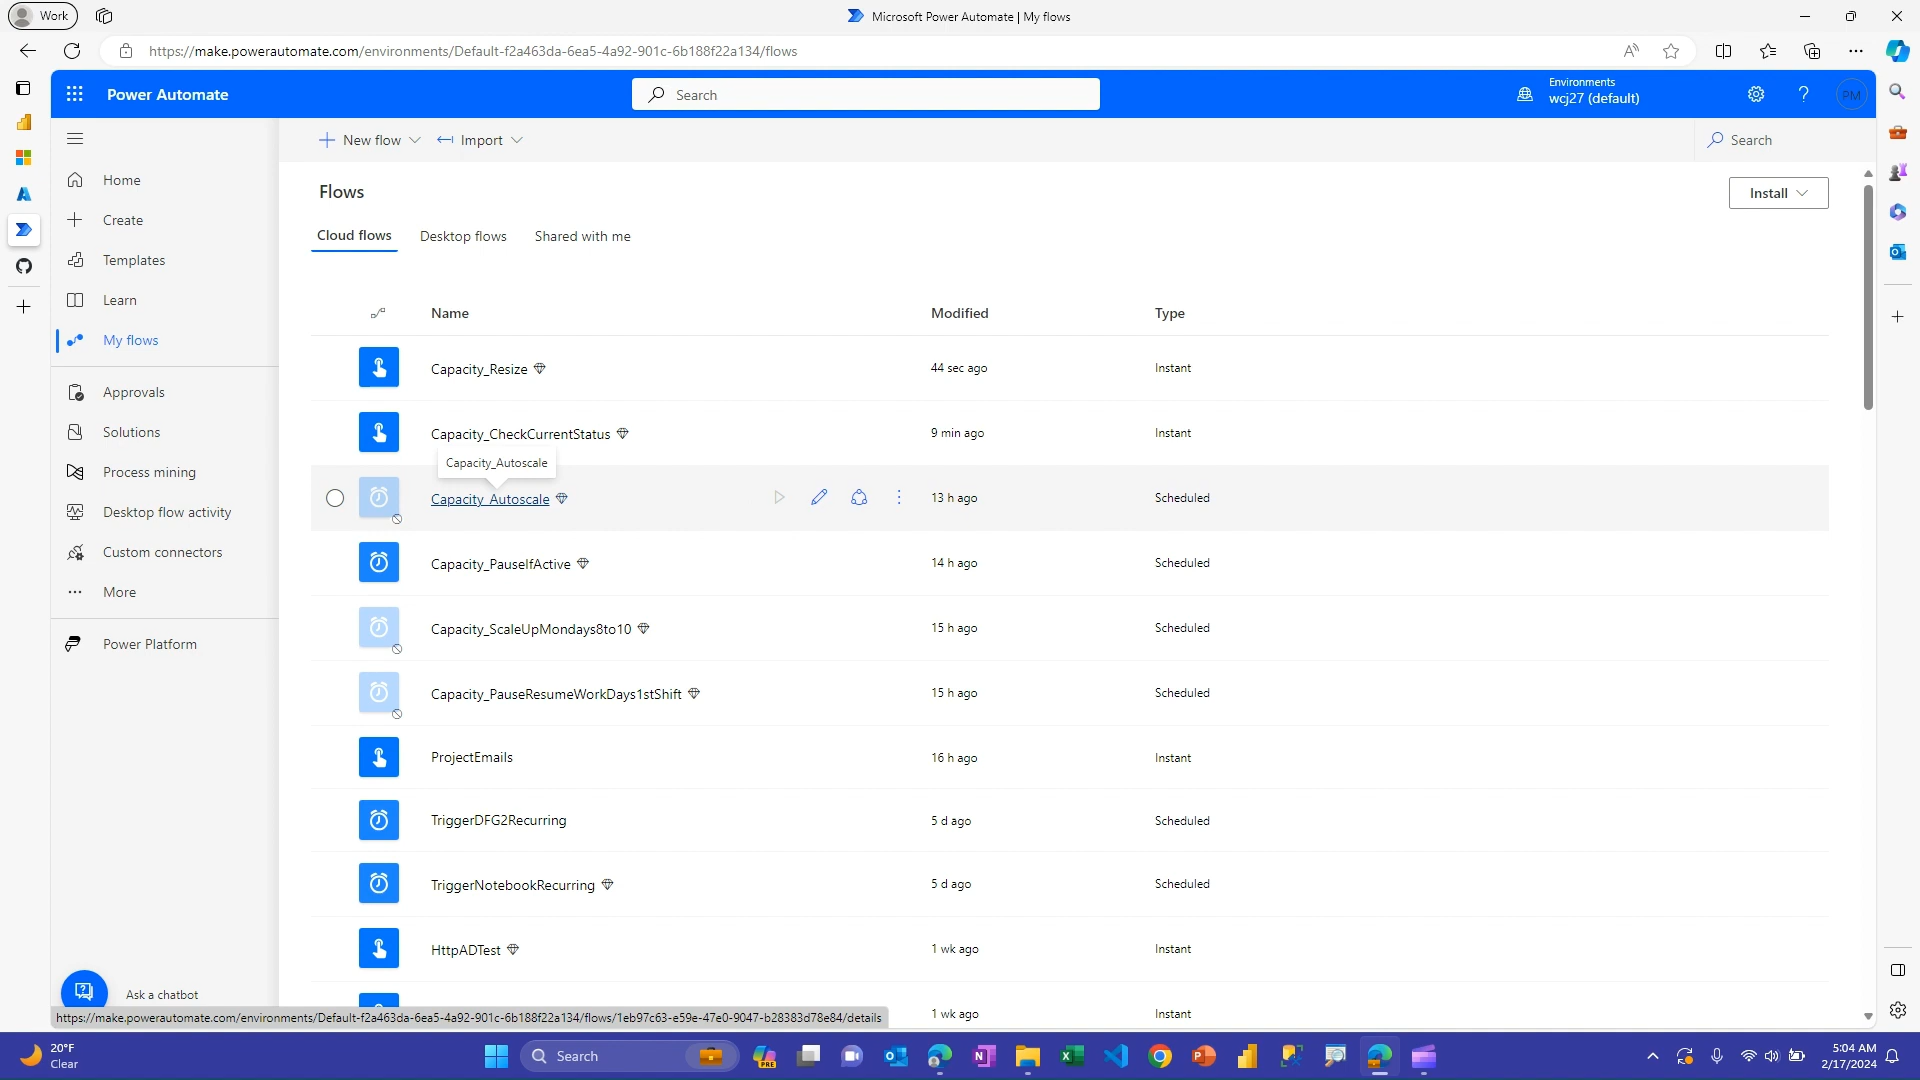 Work
Microsoft Power Automate | My flows
https://make.powerautomate.com/environments/Default-f2a463da-6ea5-4a92-901c-6b188f22a134/flows
Power Automate
Search
Environments
wcj27 (default)
?
PM
New flow
Import
Search
Home
Create
Templates
Learn
My flows
Approvals
Solutions
Process mining
Desktop flow activity
Custom connectors
More
Power Platform
Ask a chatbot
Flows
Install
Cloud flows
Desktop flows
Shared with me
Name Modified Type
Capacity_Resize 44 sec ago Instant
Capacity_CheckCurrentStatus 9 min ago Instant
Capacity_Autoscale
Capacity_Autoscale 13 h ago Scheduled
Capacity_PauseIfActive 14 h ago Scheduled
Capacity_ScaleUpMondays8to10 15 h ago Scheduled
Capacity_PauseResumeWorkDays1stShift 15 h ago Scheduled
ProjectEmails 16 h ago Instant
TriggerDFG2Recurring 5 d ago Scheduled
TriggerNotebookRecurring 5 d ago Scheduled
HttpADTest 1 wk ago Instant
1 wk ago Instant
https://make.powerautomate.com/environments/Default-f2a463da-6ea5-4a92-901c-6b188f22a134/flows/1eb97c63-e59e-47e0-9047-b28383d78e84/details
20°F
Clear
Search
PRE
5:04 AM
2/17/2024